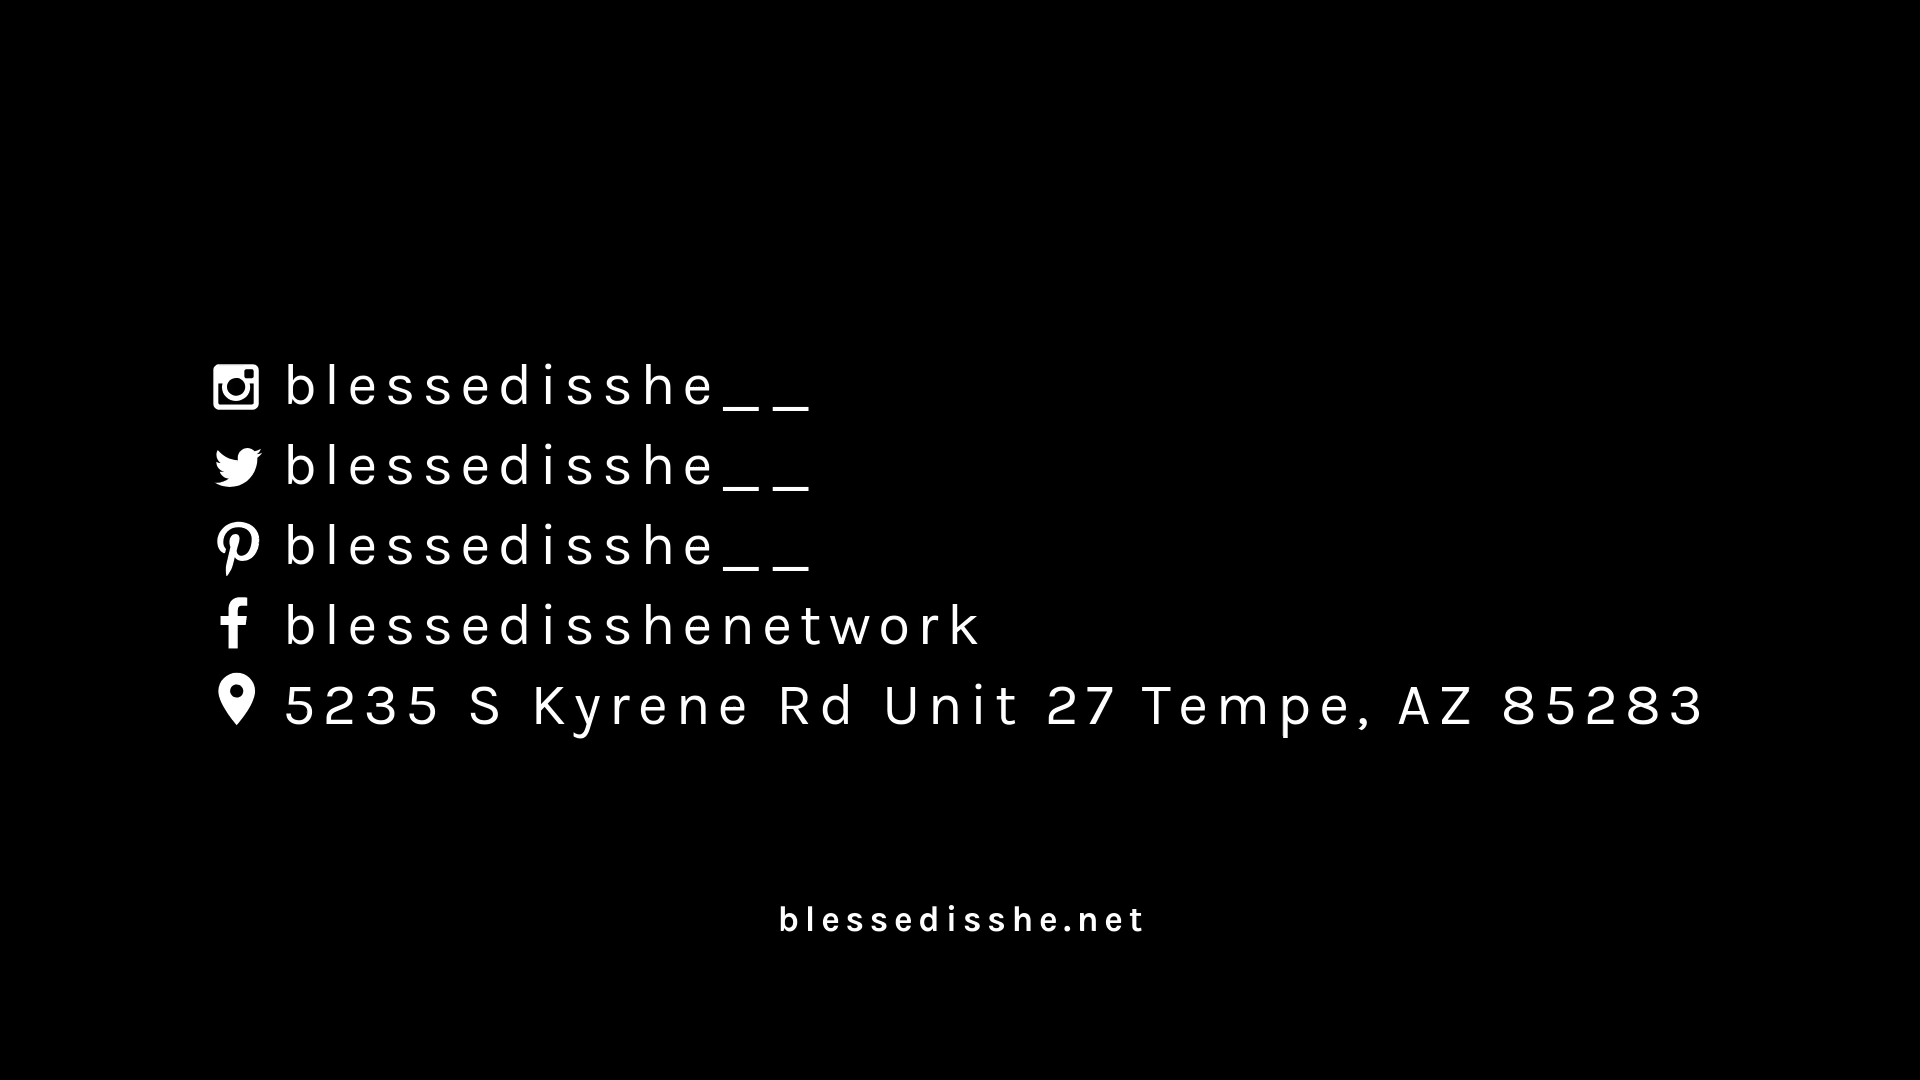 blessedisshe__
blessedisshe__
blessedisshe__
blessedisshenetwork
5235 S Kyrene Rd Unit 27 Tempe, AZ 85283
blessedisshe.net